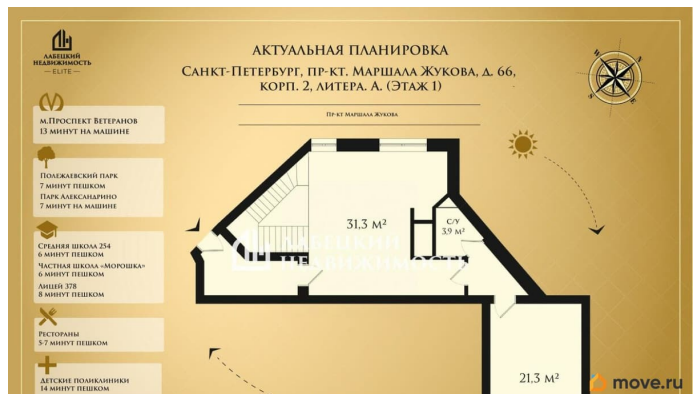 ЛАБЕЦКИЙ
НЕДВИЖИМОСТЬ
— ELITE —
АКТУАЛЬНАЯ ПЛАНИРОВКА
САНКТ-ПЕТЕРБУРГ, ПР-КТ. МАРШАЛА ЖУКОВА, Д. 66,
КОРП. 2, ЛИТЕРА. А. (ЭТАЖ 1)
ПР-КТ МАРШАЛА ЖУКОВА
М.ПРОСПЕКТ ВЕТЕРАНОВ
13 МИНУТ НА МАШИНЕ
ПОЛЕЖАЕВСКИЙ ПАРК
7 МИНУТ ПЕШКОМ
ПАРК АЛЕКСАНДРИНО
7 МИНУТ НА МАШИНЕ
СРЕДНЯЯ ШКОЛА 254
6 МИНУТ ПЕШКОМ
ЧАСТНАЯ ШКОЛА «МОРОШКА»
6 МИНУТ ПЕШКОМ
ЛИЦЕЙ 378
8 МИНУТ ПЕШКОМ
РЕСТОРАНЫ
5-7 МИНУТ ПЕШКОМ
ДЕТСКИЕ ПОЛИКЛИНИКИ
14 МИНУТ ПЕШКОМ
31,3 М²
С/У
3,9 М²
ЛАБЕЦКИЙ
НЕДВИЖИМОСТЬ
21,3 М²
move.ru